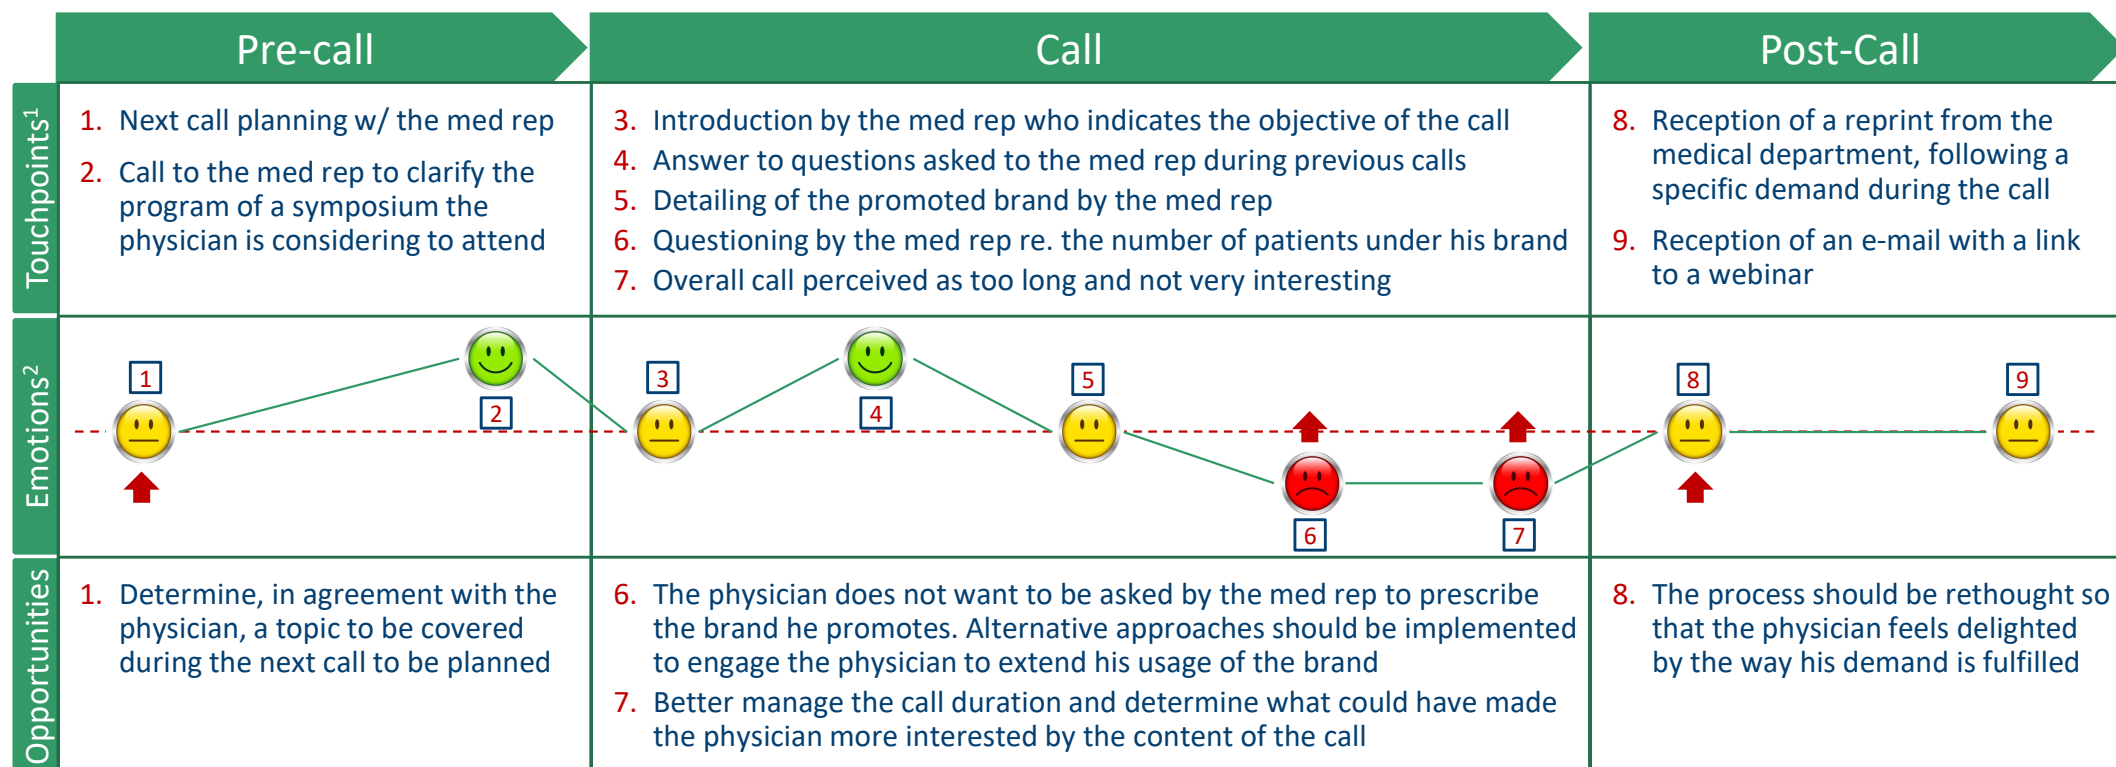 Pre-call
Call
Post-Call
Touchpoints1
1. Next call planning w/ the med rep
2. Call to the med rep to clarify the
program of a symposium the
physician is considering to attend
3. Introduction by the med rep who indicates the objective of the call
4. Answer to questions asked to the med rep during previous calls
5. Detailing of the promoted brand by the med rep
6. Questioning by the med rep re. the number of patients under his brand
7. Overall call perceived as too long and not very interesting
8. Reception of a reprint from the
medical department, following a
specific demand during the call
9. Reception of an e-mail with a link
to a webinar
Emotions2
1
2
3
4
5
6
7
8
9
Opportunities
1. Determine, in agreement with the
physician, a topic to be covered
during the next call to be planned
6. The physician does not want to be asked by the med rep to prescribe
the brand he promotes. Alternative approaches should be implemented
to engage the physician to extend his usage of the brand
7. Better manage the call duration and determine what could have made
the physician more interested by the content of the call
8. The process should be rethought so
that the physician feels delighted
by the way his demand is fulfilled